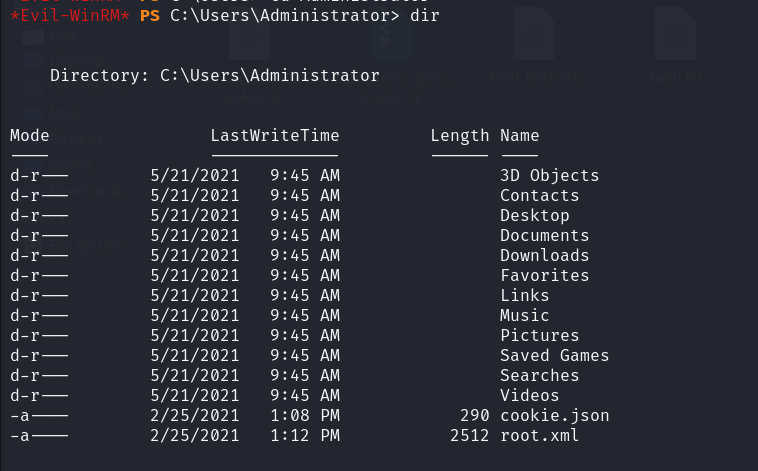 *Evil-WinRM* PS C:\Users\Administrator> dir
Directory: C:\Users\Administrator
Mode LastWriteTime Length Name
---- ------------- ------ ----
d-r--- 5/21/2021 9:45 AM 3D Objects
d-r--- 5/21/2021 9:45 AM Contacts
d-r--- 5/21/2021 9:45 AM Desktop
d-r--- 5/21/2021 9:45 AM Documents
d-r--- 5/21/2021 9:45 AM Downloads
d-r--- 5/21/2021 9:45 AM Favorites
d-r--- 5/21/2021 9:45 AM Links
d-r--- 5/21/2021 9:45 AM Music
d-r--- 5/21/2021 9:45 AM Pictures
d-r--- 5/21/2021 9:45 AM Saved Games
d-r--- 5/21/2021 9:45 AM Searches
d-r--- 5/21/2021 9:45 AM Videos
-a---- 2/25/2021 1:08 PM 290 cookie.json
-a---- 2/25/2021 1:12 PM 2512 root.xml